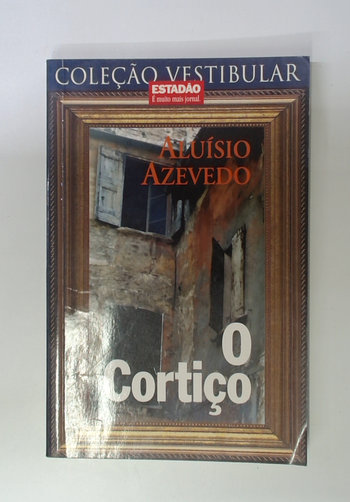 COLEÇÃO VESTIBULAR
ESTADÃO
É muito mais jornal.
ALUÍSIO
AZEVEDO
O
Cortiço